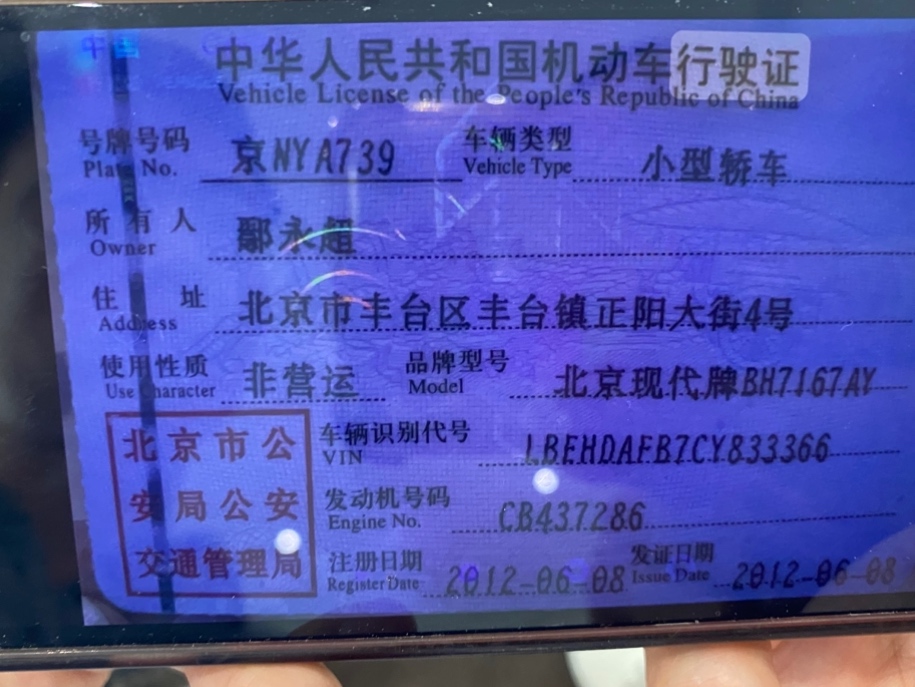 中华人民共和国机动车行驶证
Vehicle License of the People's Republic of China
号牌号码 京NYA739 车辆类型 小型轿车
Plate No. Vehicle Type
所有人 鄢永超
Owner
住址 北京市丰台区丰台镇正阳大街4号
Address
使用性质 非营运 品牌型号 北京现代牌BH7167AY
Use Character Model
北京市公
安局公安
交通管理局
车辆识别代号 LBEHDAFB7CY833366
VIN
发动机号码 CB437286
Engine No.
注册日期 2012-06-08 发证日期 2012-06-08
Register Date Issue Date